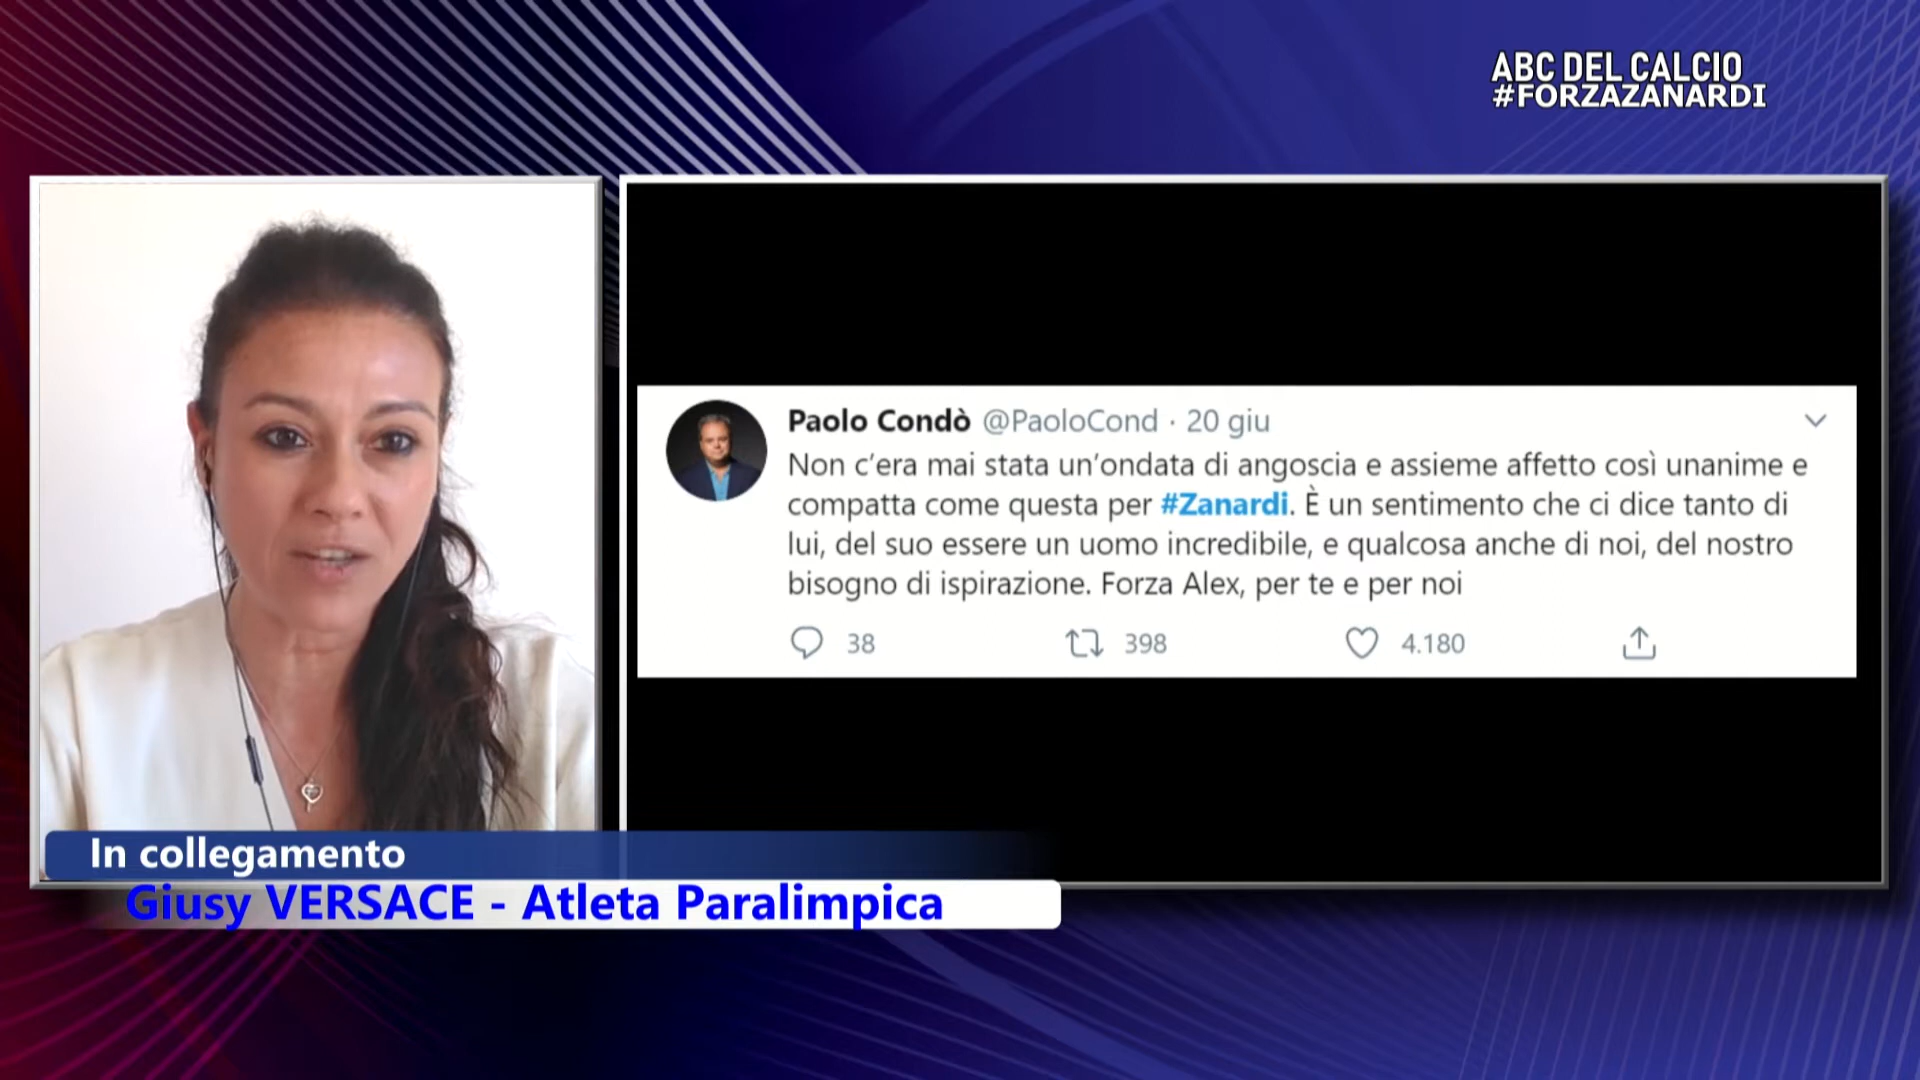 ABC DEL CALCIO
#FORZAZANARDI
Paolo Condò @PaoloCond · 20 giu
Non c’era mai stata un’ondata di angoscia e assieme affetto così unanime e
compatta come questa per #Zanardi. È un sentimento che ci dice tanto di
lui, del suo essere un uomo incredibile, e qualcosa anche di noi, del nostro
bisogno di ispirazione. Forza Alex, per te e per noi
38 398 4.180
In collegamento
Giusy VERSACE - Atleta Paralimpica